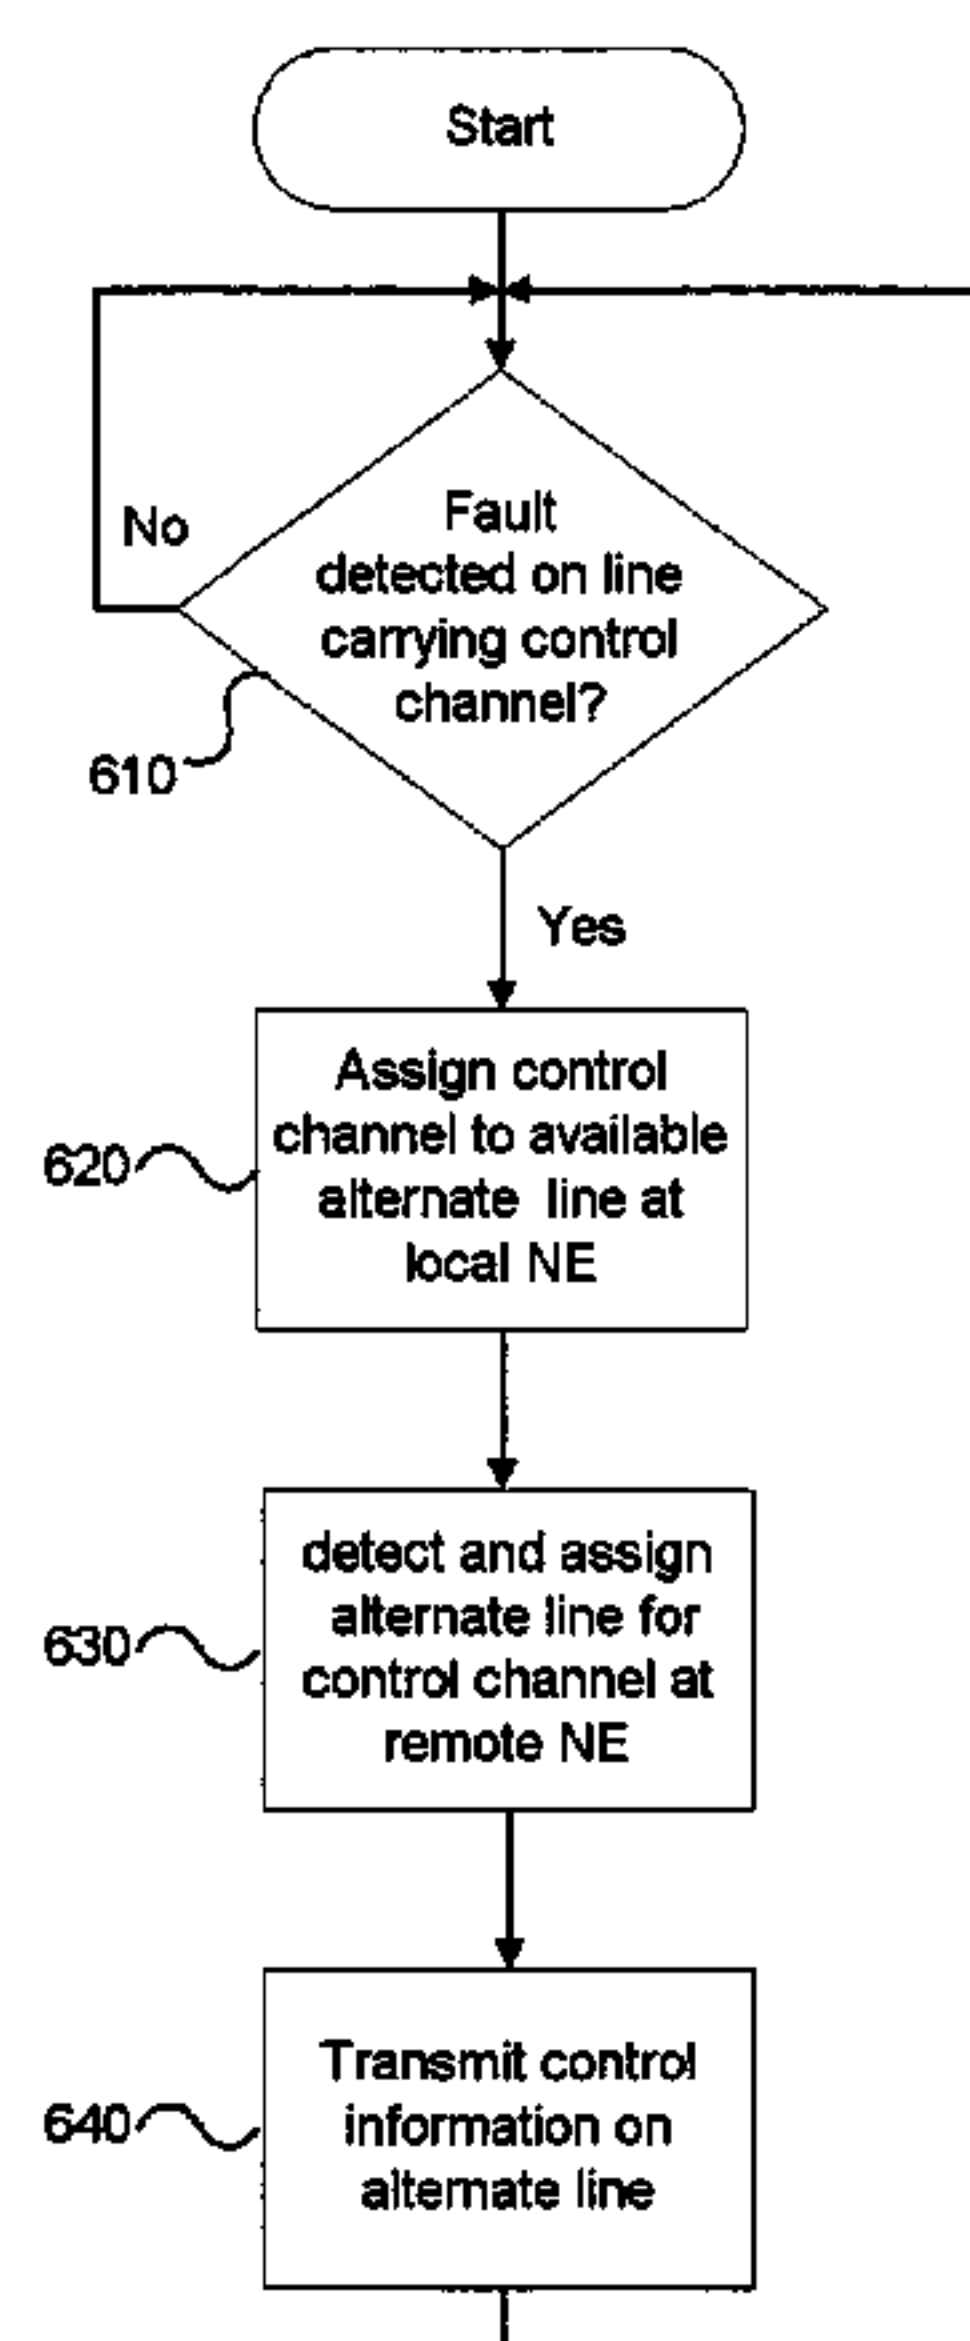 Start
No
Fault
detected on line
carrying control
channel?
610
Yes
Assign control
channel to available
alternate line at
local NE
620
detect and assign
alternate line for
control channel at
remote NE
630
Transmit control
information on
alternate line
640